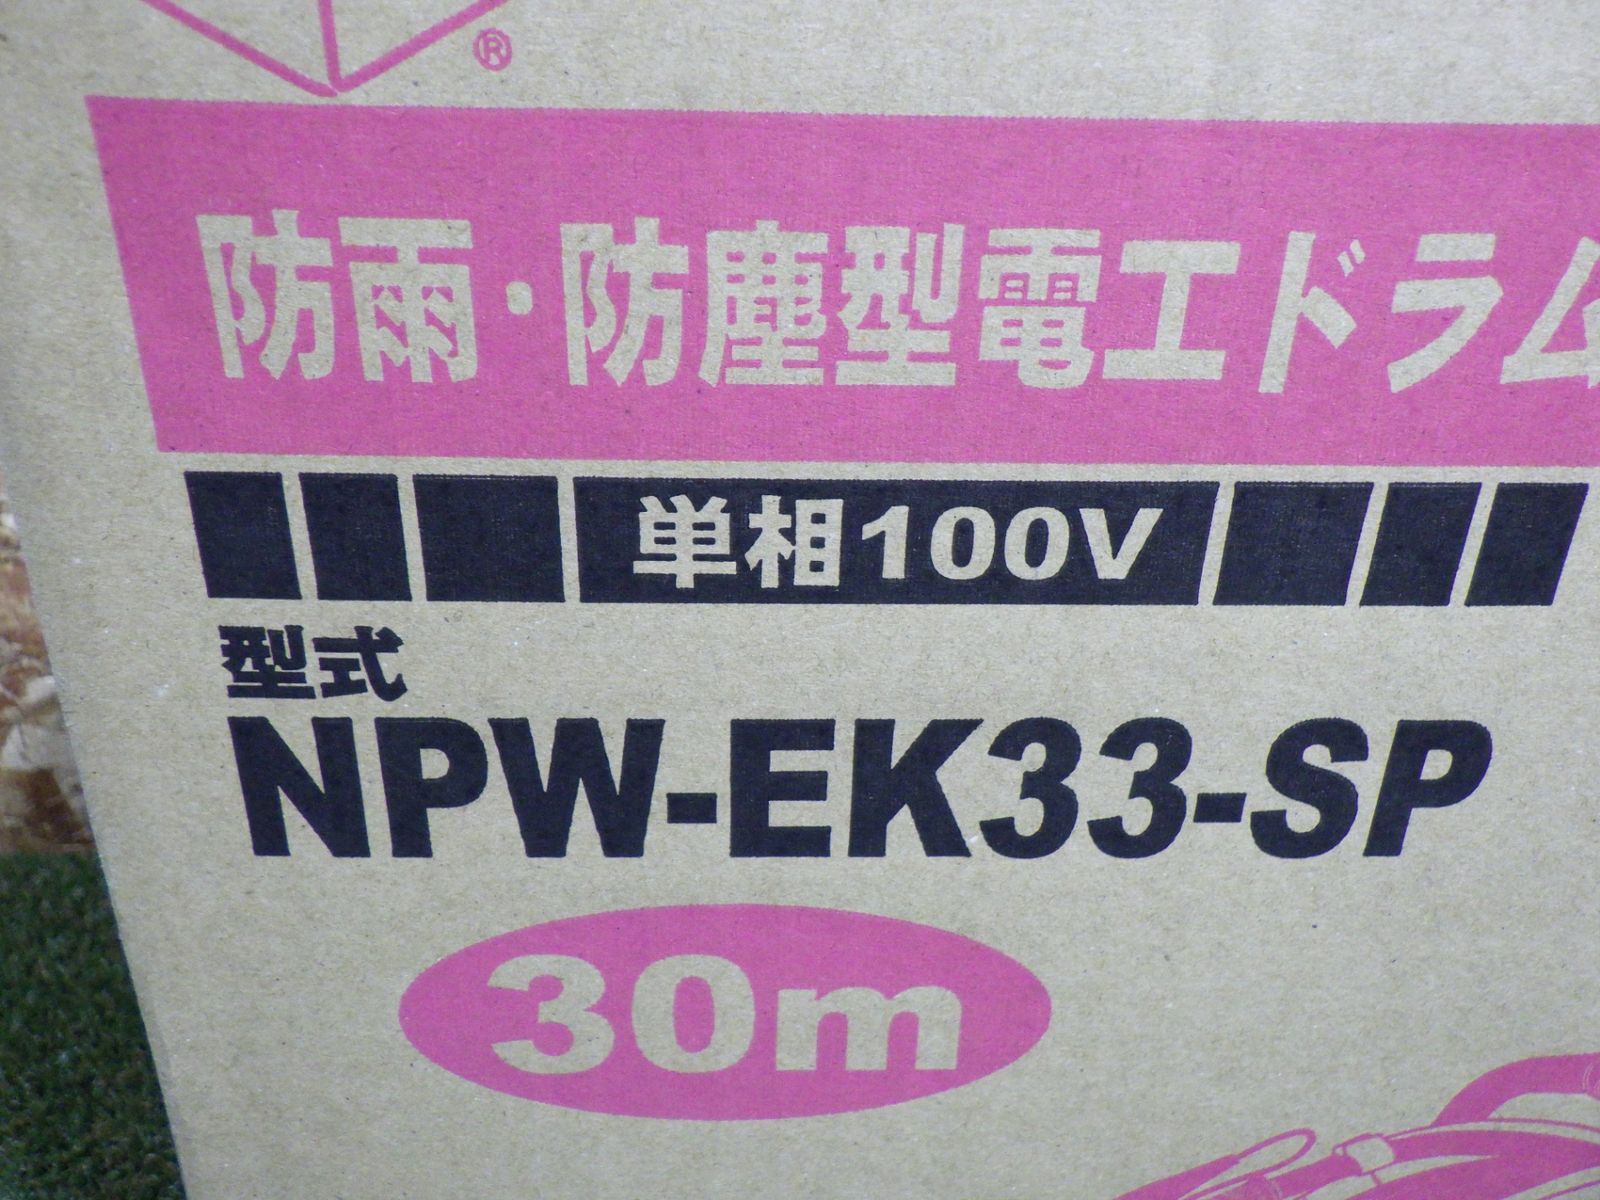 ®
防雨・防塵型電工ドラム
単相100V
型式
NPW-EK33-SP
30m